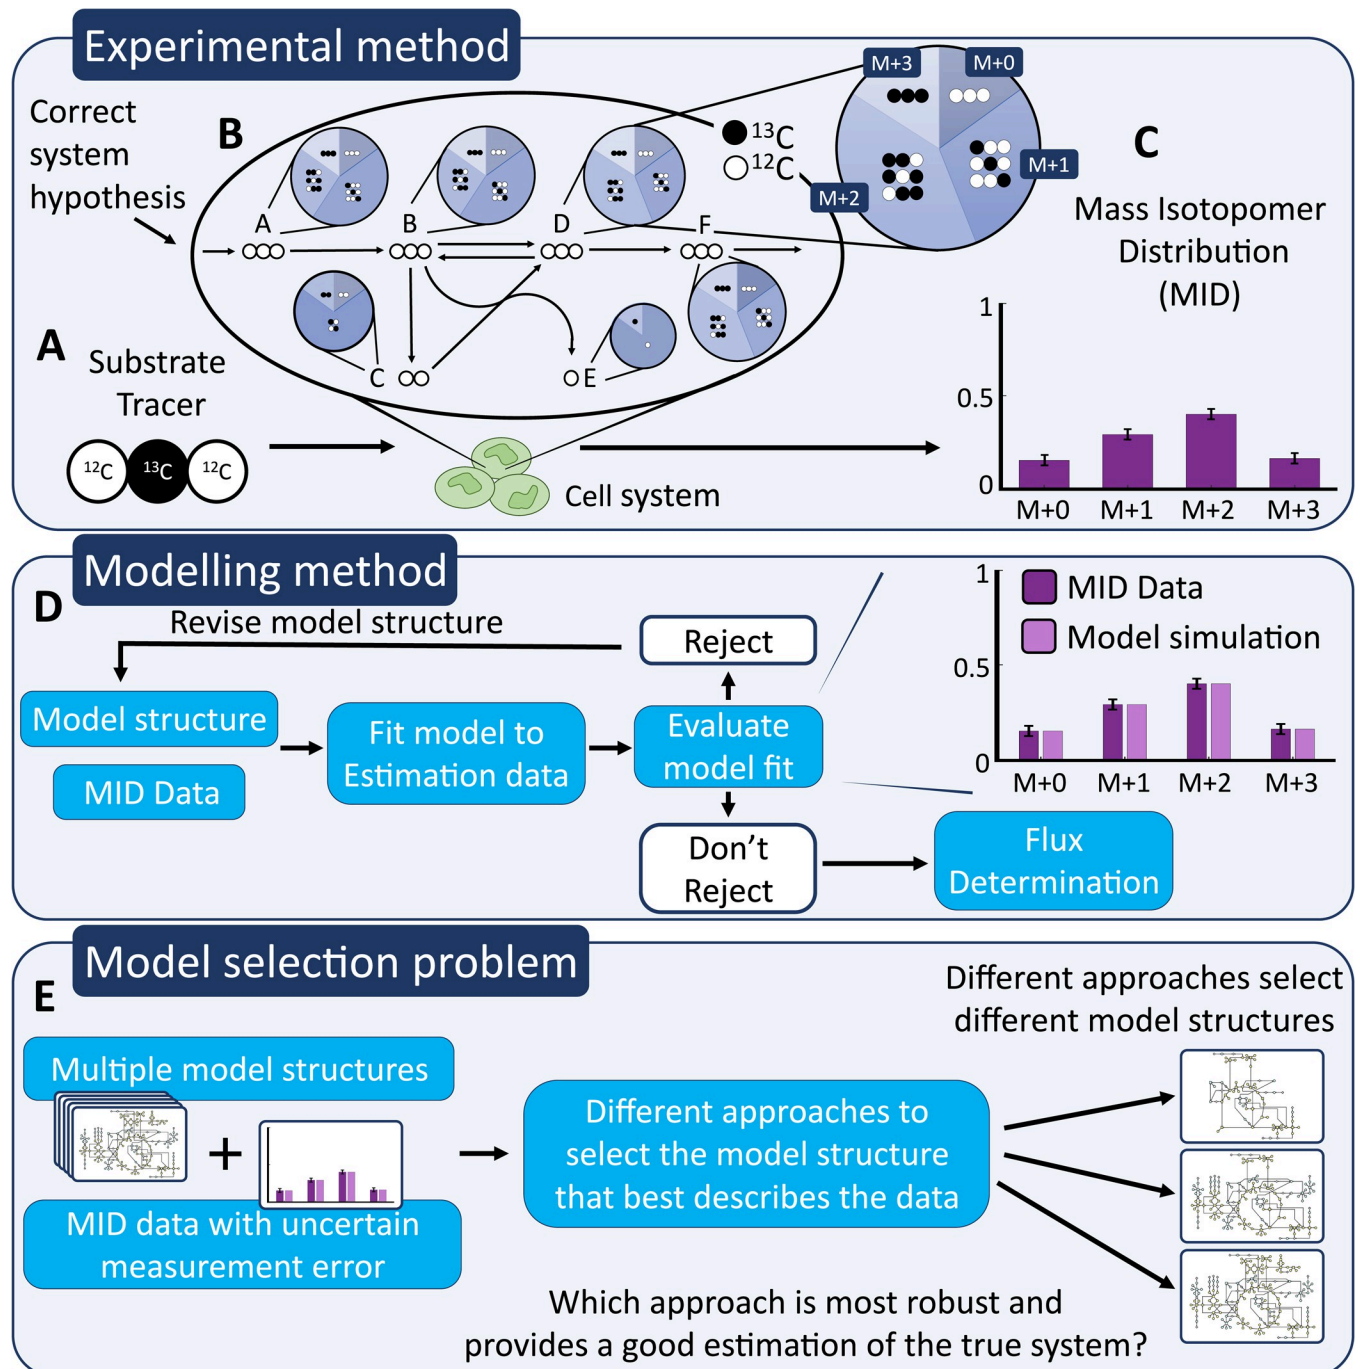 Experimental method
Correct
system
hypothesis
B
A
B
D
F
C
E
¹³C
¹²C
M+3
M+0
M+1
M+2
C
Mass Isotopomer
Distribution
(MID)
A
Substrate
Tracer
¹²C
¹³C
¹²C
Cell system
1
0.5
0
M+0
M+1
M+2
M+3
Modelling method
D
Revise model structure
Model structure
MID Data
Fit model to
Estimation data
Reject
Evaluate
model fit
Don’t
Reject
Flux
Determination
1
0.5
0
MID Data
Model simulation
M+0
M+1
M+2
M+3
Model selection problem
E
Multiple model structures
+
MID data with uncertain
measurement error
Different approaches to
select the model structure
that best describes the data
Different approaches select
different model structures
Which approach is most robust and
provides a good estimation of the true system?